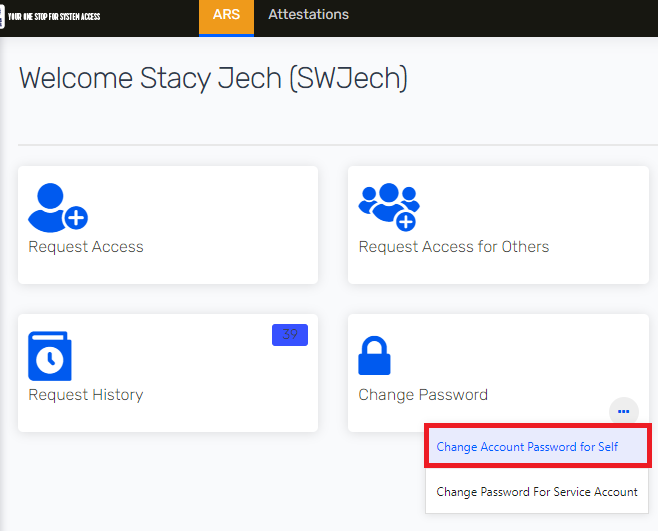 YOUR ONE STOP FOR SYSTEM ACCESS
ARS
Attestations
Welcome Stacy Jech (SWJech)
Request Access
Request Access for Others
39
Request History
Change Password
Change Account Password for Self
Change Password For Service Account